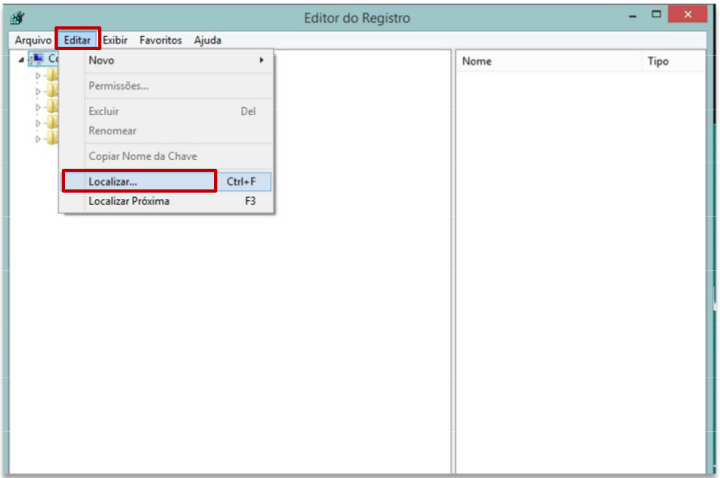 Editor do Registro
Arquivo Editar Exibir Favoritos Ajuda
Co
Novo
Permissões...
Excluir Del
Renomear
Copiar Nome da Chave
Localizar... Ctrl+F
Localizar Próxima F3
Nome Tipo